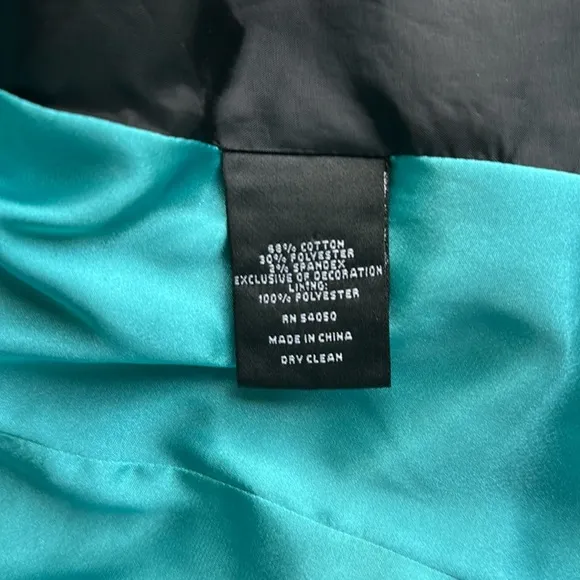 68% COTTON
30% POLYESTER
2% SPANDEX
EXCLUSIVE OF DECORATION
LINING:
100% POLYESTER
RN 54050
MADE IN CHINA
DRY CLEAN